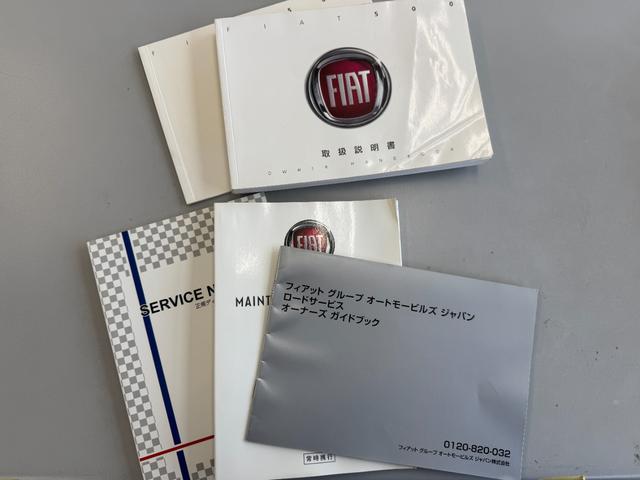 FIAT500
FIAT
取扱説明書
OWNER HANDBOOK
SERVICE N
FIAT
MAINT
フィアット グループ オートモービルズ ジャパン
ロードサービス
オーナーズ ガイドブック
常時携行
0120-820-032
フィアット グループ オートモービルズ ジャパン株式会社